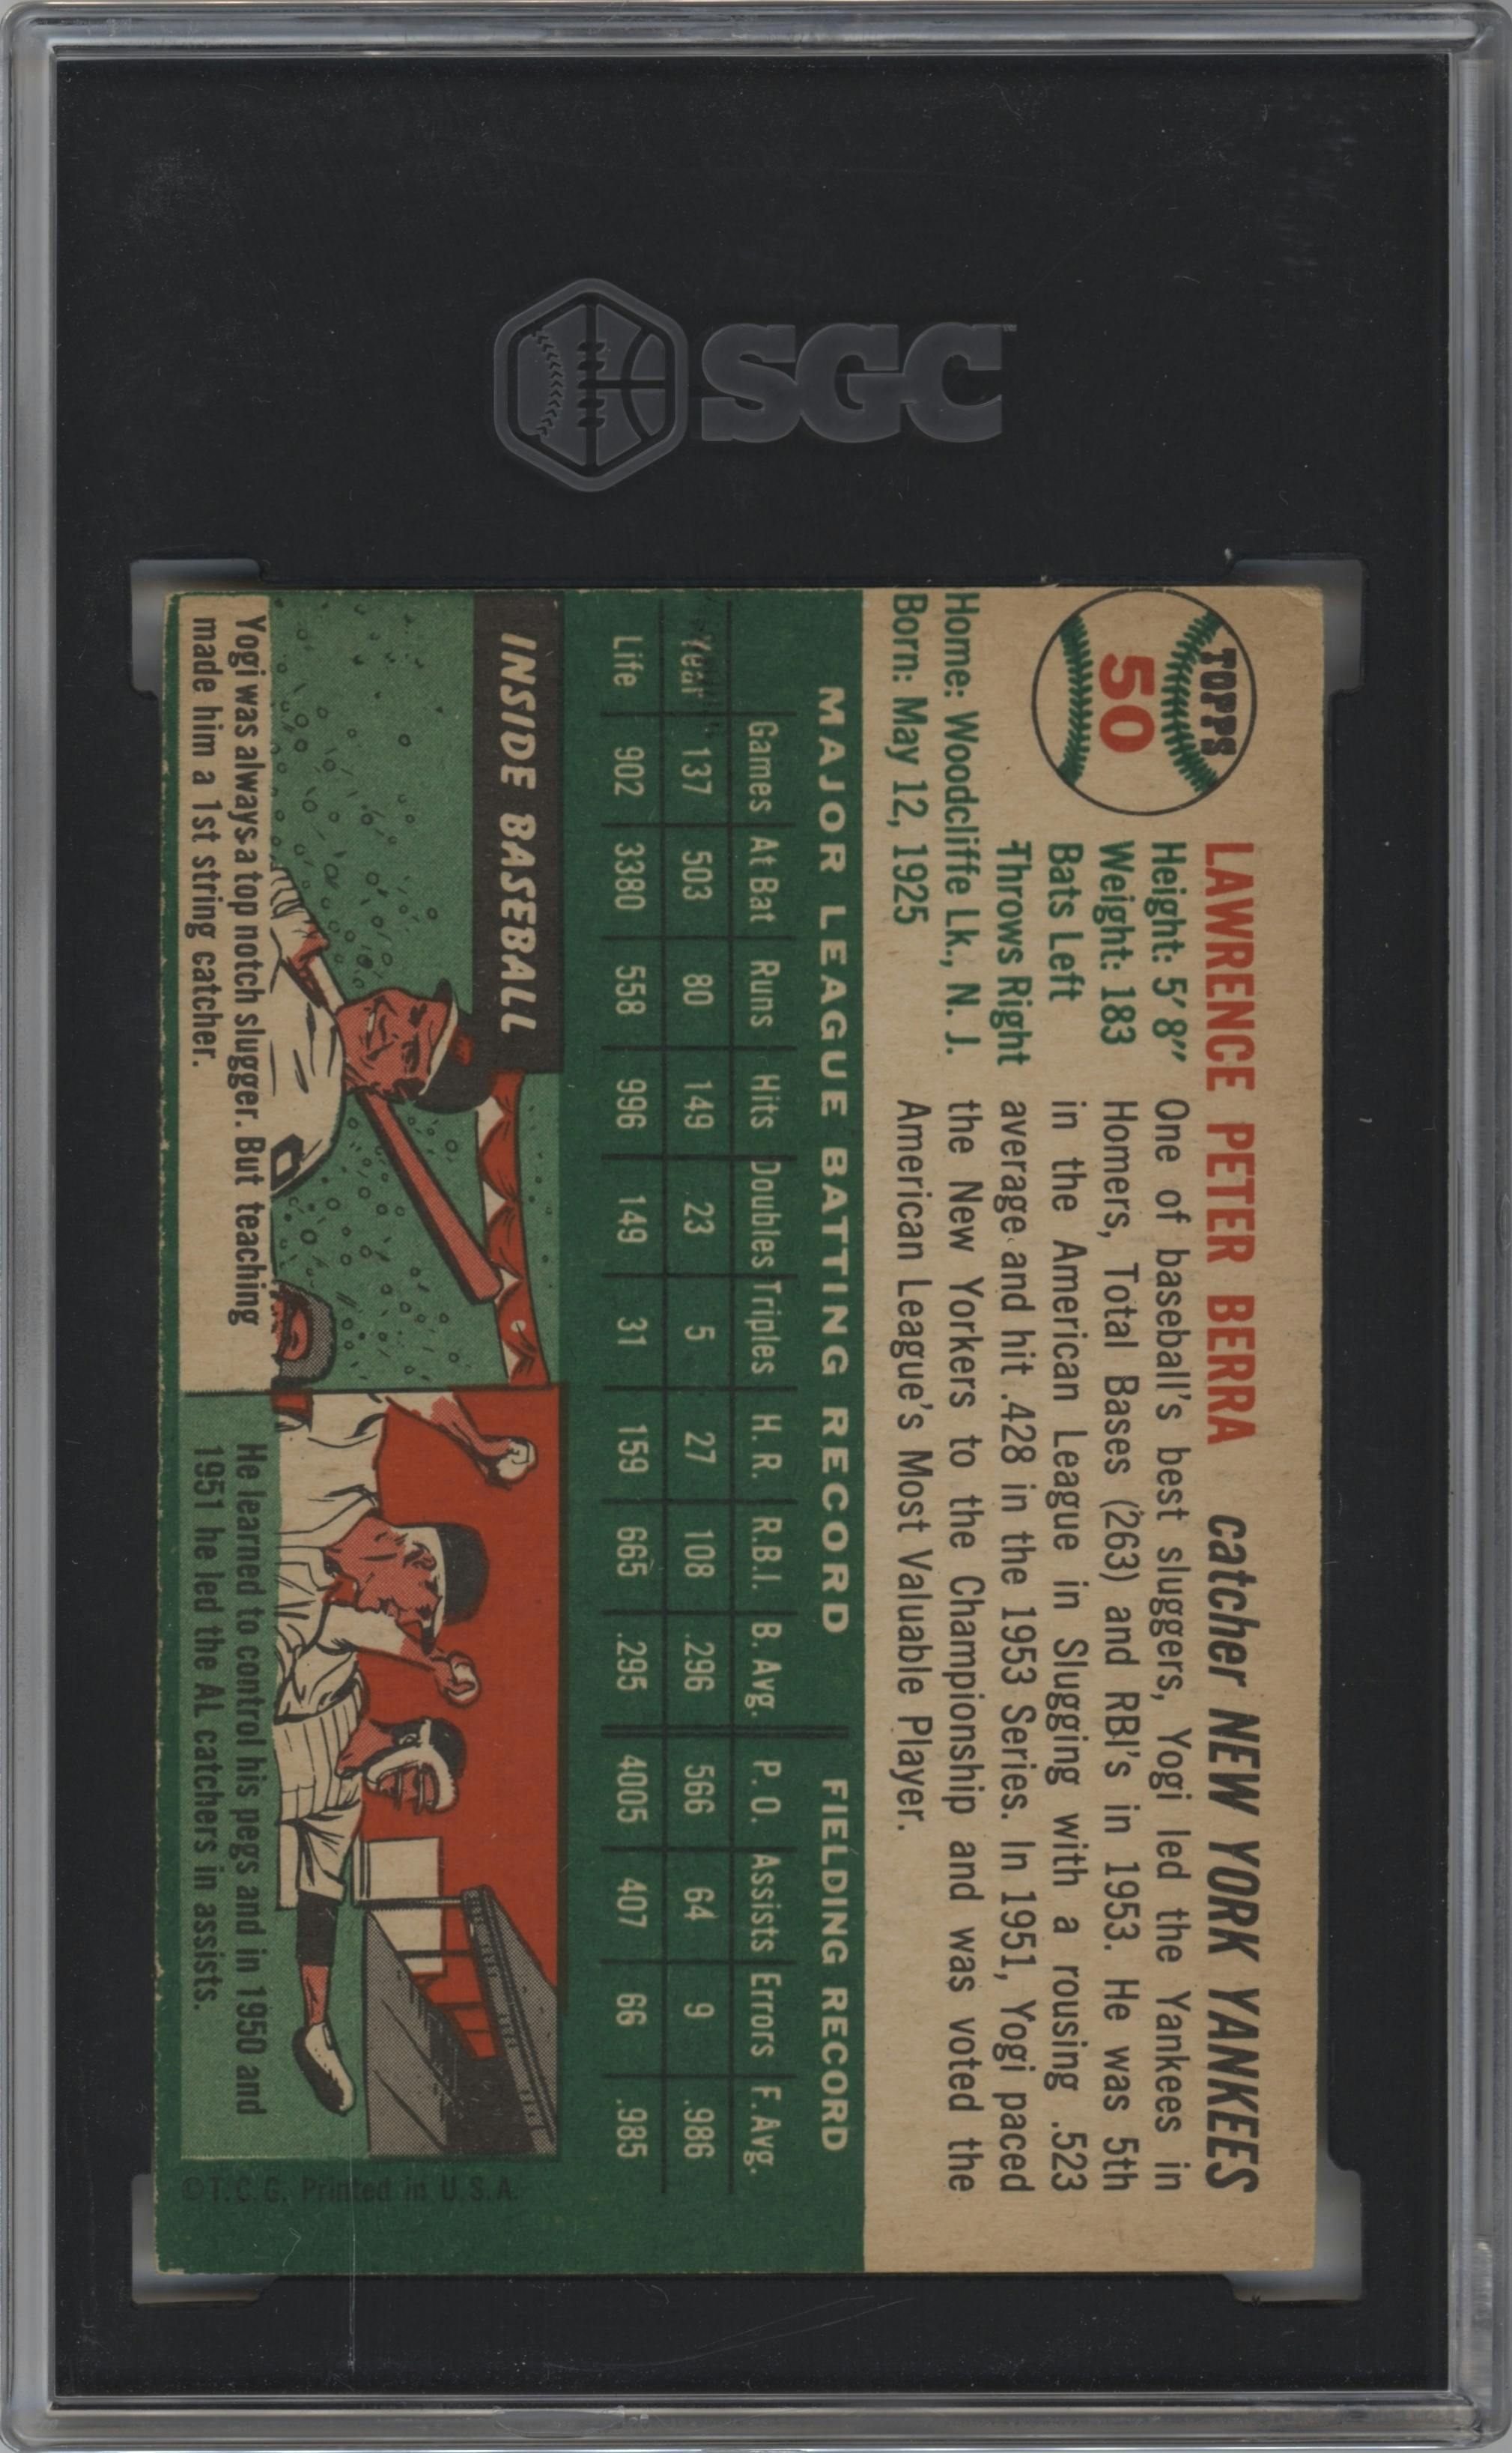 SGC
TOPPS
50
LAWRENCE PETER BERRA catcher NEW YORK YANKEES
Height: 5' 8"
Weight: 183
Bats Left
Throws Right
Home: Woodcliffe Lk., N. J.
Born: May 12, 1925
One of baseball's best sluggers, Yogi led the Yankees in
Homers, Total Bases (263) and RBI's in 1953. He was 5th
in the American League in Slugging with a rousing .523
average and hit .428 in the 1953 Series. In 1951, Yogi paced
the New Yorkers to the Championship and was voted the
American League's Most Valuable Player.
MAJOR LEAGUE BATTING RECORD FIELDING RECORD
Games At Bat Runs Hits Doubles Triples H. R. R.B.I. B. Avg. P. O. Assists Errors F. Avg.
Year 137 503 80 149 23 5 27 108 .296 566 64 9 .986
Life 902 3380 558 996 149 31 159 665 .295 4005 407 66 .985
INSIDE BASEBALL
Yogi was always a top notch slugger. But teaching
made him a 1st string catcher.
He learned to control his pegs and in 1950 and
1951 he led the AL catchers in assists.
©T.C.G. Printed in U.S.A.